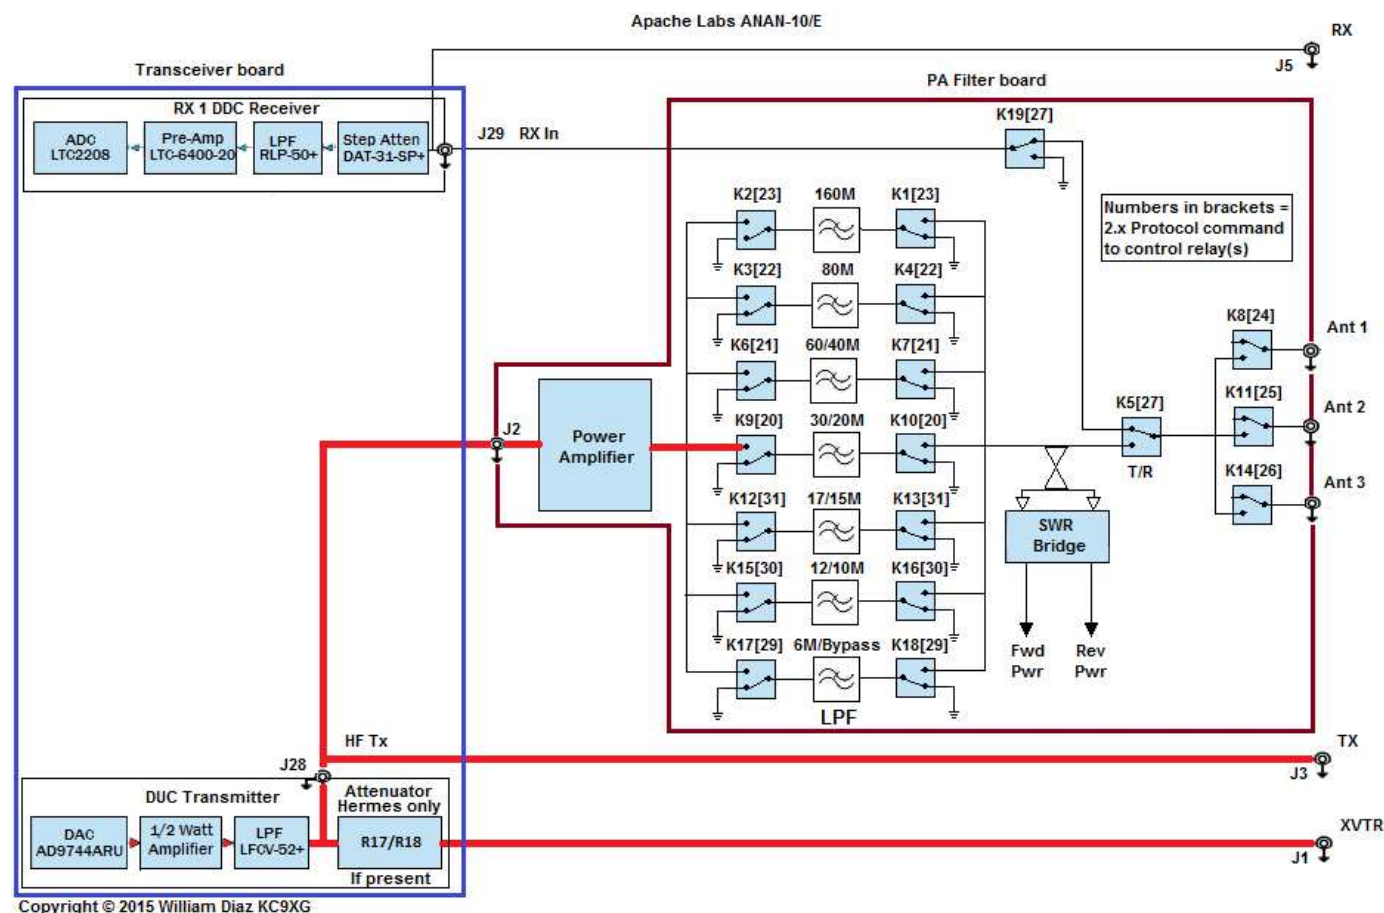 Apache Labs ANAN-10/E
RX
J5
Transceiver board
PA Filter board
RX 1 DDC Receiver
ADC
LTC2208
Pre-Amp
LTC-6400-20
LPF
RLP-50+
Step Atten
DAT-31-SP+
J29 RX In
K19[27]
Numbers in brackets =
2.x Protocol command
to control relay(s)
K2[23] 160M K1[23]
K3[22] 80M K4[22]
K6[21] 60/40M K7[21]
K9[20] 30/20M K10[20]
K12[31] 17/15M K13[31]
K15[30] 12/10M K16[30]
K17[29] 6M/Bypass K18[29]
LPF
J2
Power
Amplifier
K5[27]
T/R
K8[24]
Ant 1
K11[25]
Ant 2
K14[26]
Ant 3
SWR
Bridge
Fwd
Pwr
Rev
Pwr
HF Tx
TX
J3
J28
DUC Transmitter
Attenuator
Hermes only
DAC
AD9744ARU
1/2 Watt
Amplifier
LPF
LFCV-52+
R17/R18
If present
XVTR
J1
Copyright © 2015 William Diaz KC9XG